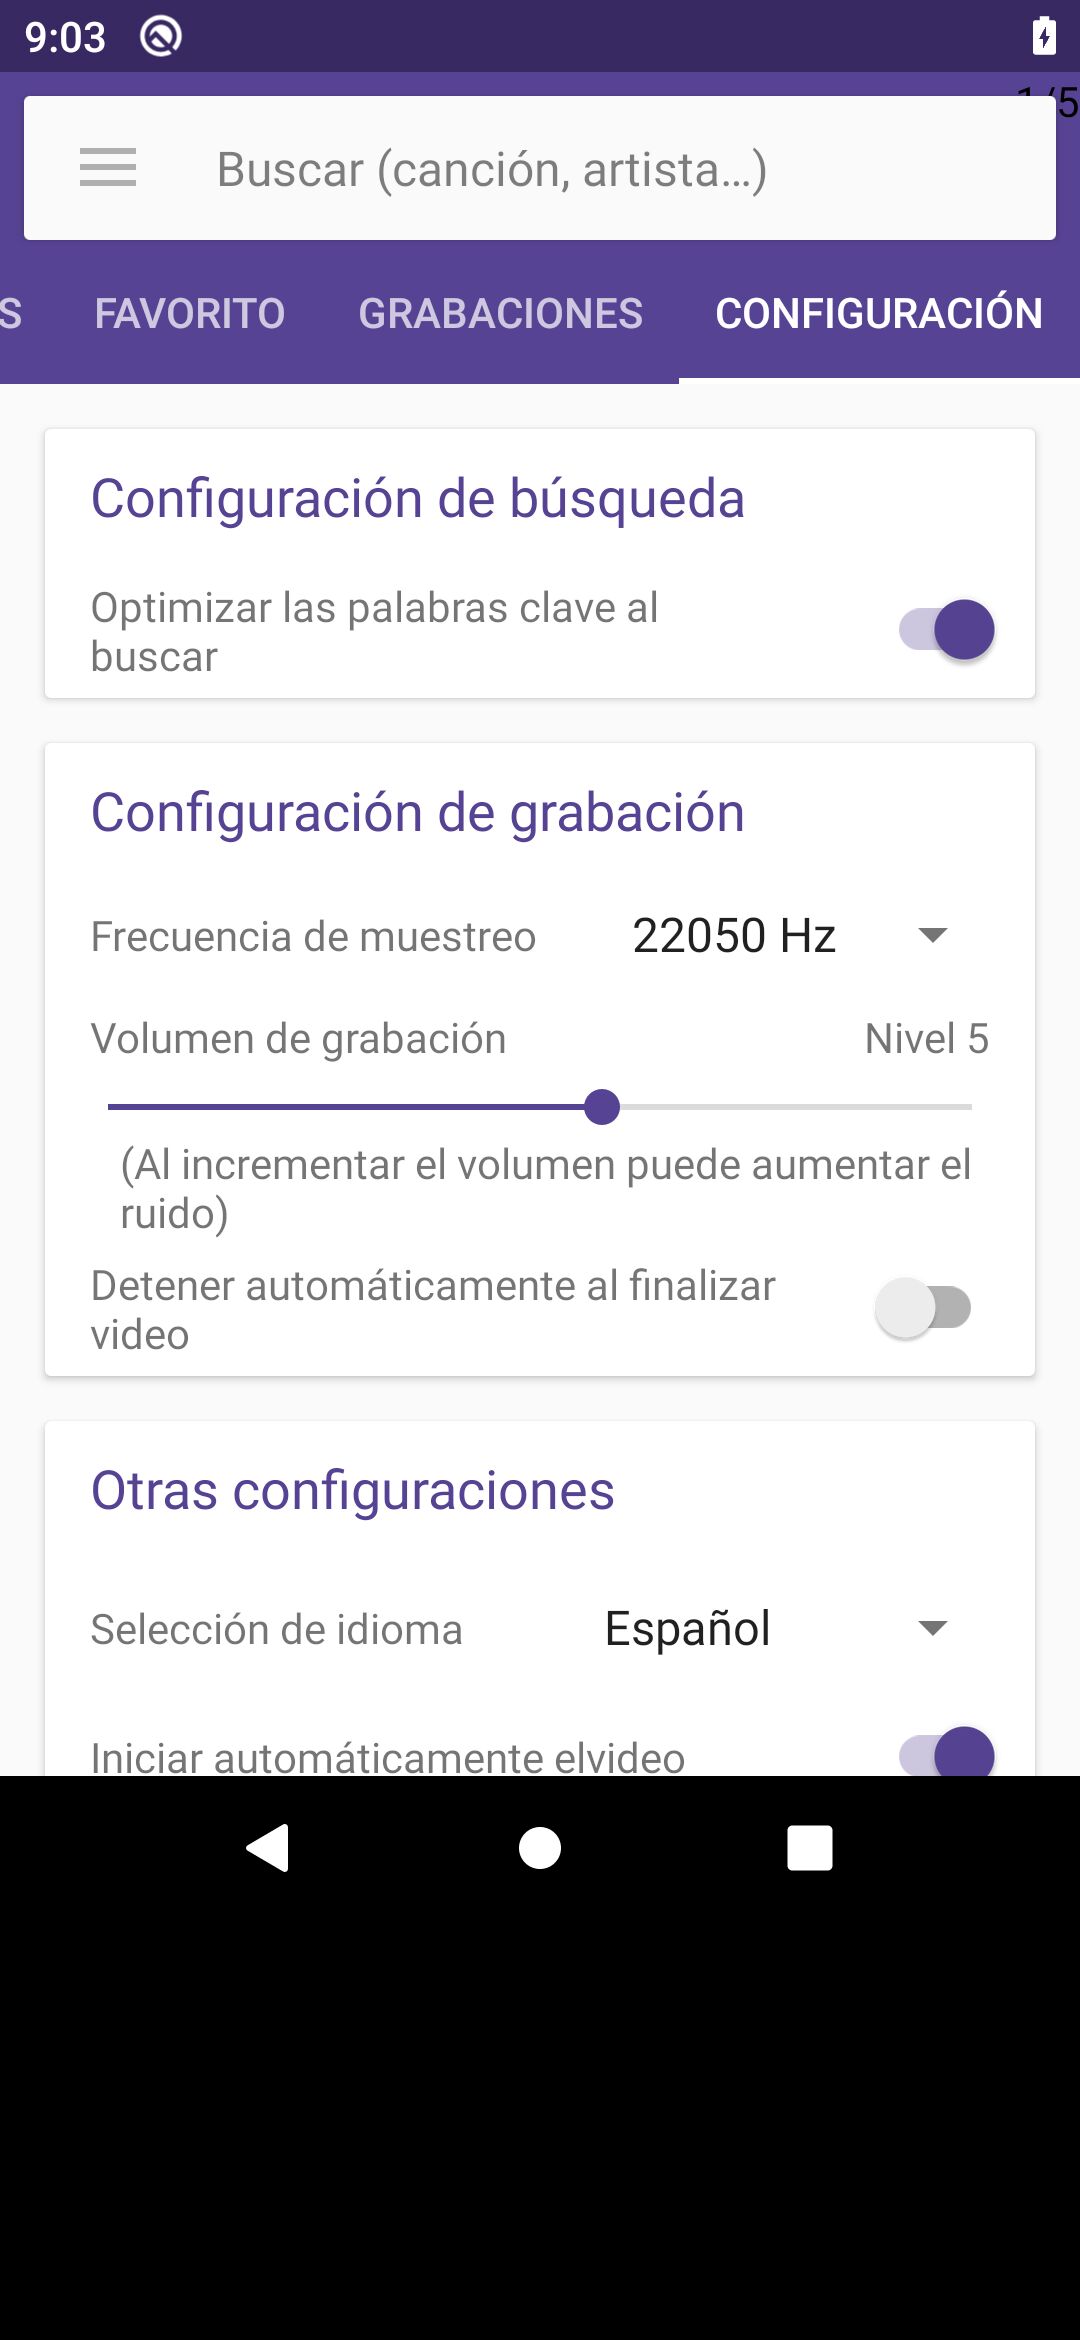 9:03
1/5
Buscar (canción, artista...)
S FAVORITO GRABACIONES CONFIGURACIÓN
Configuración de búsqueda
Optimizar las palabras clave al
buscar
Configuración de grabación
Frecuencia de muestreo 22050 Hz
Volumen de grabación Nivel 5
(Al incrementar el volumen puede aumentar el
ruido)
Detener automáticamente al finalizar
video
Otras configuraciones
Selección de idioma Español
Iniciar automáticamente elvideo